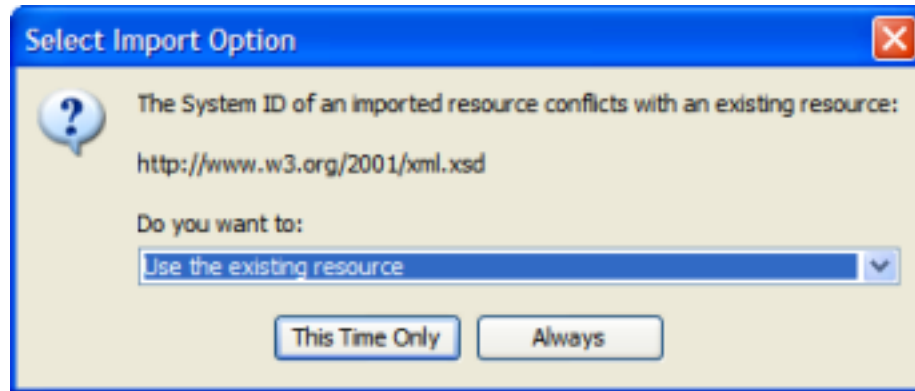 Select Import Option
The System ID of an imported resource conflicts with an existing resource:
http://www.w3.org/2001/xml.xsd
Do you want to:
Use the existing resource
This Time Only Always